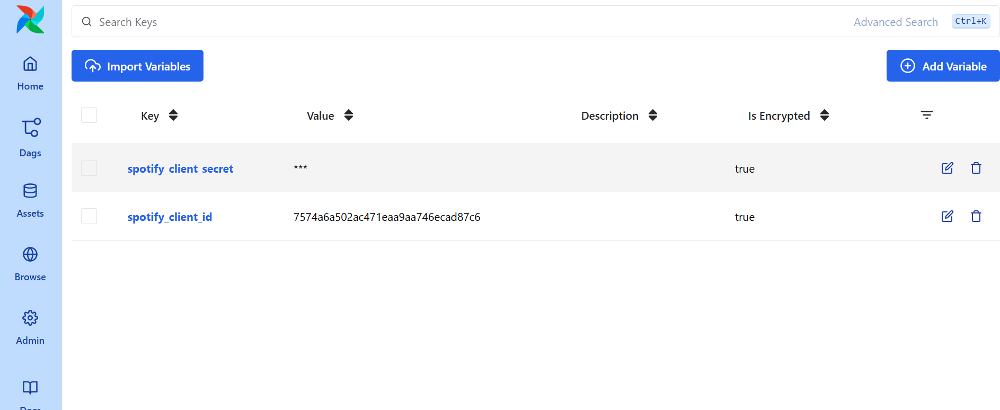 Search Keys
Advanced Search Ctrl+K
Import Variables
Add Variable
Home
Dags
Assets
Browse
Admin
Docs
Key Value Description Is Encrypted
spotify_client_secret *** true
spotify_client_id 7574a6a502ac471eaa9aa746ecad87c6 true